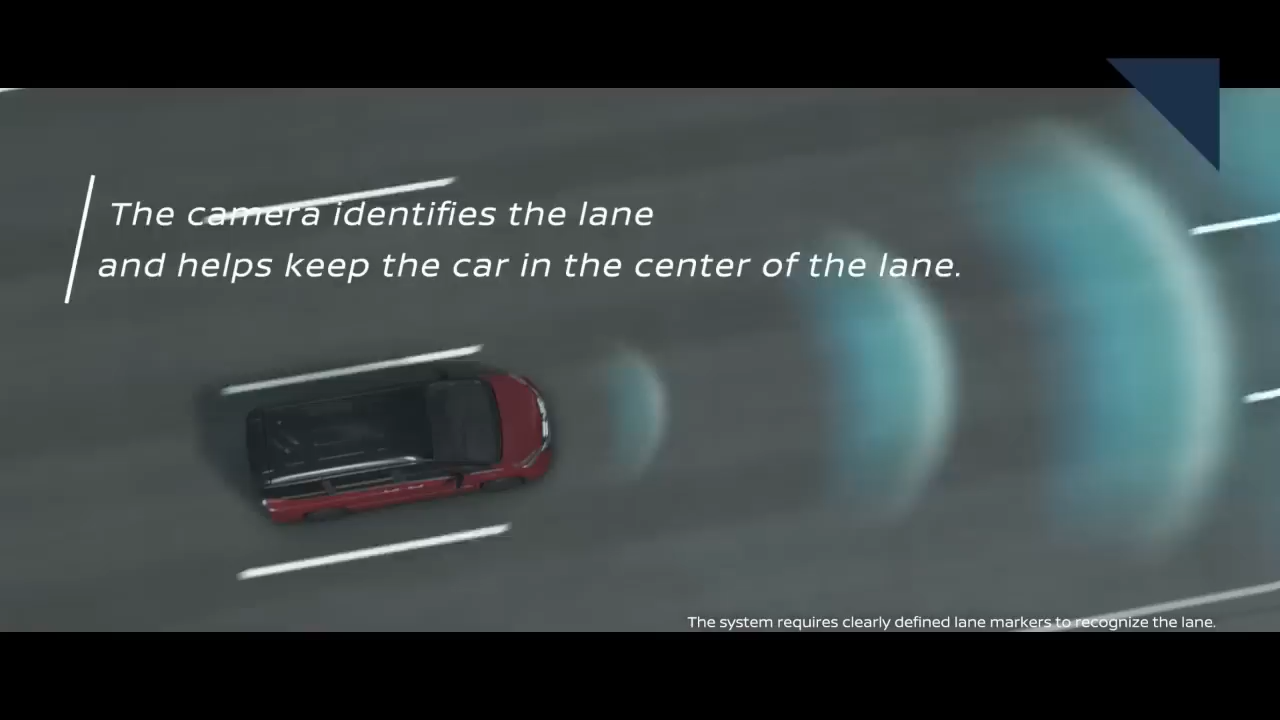 The camera identifies the lane
and helps keep the car in the center of the lane.
The system requires clearly defined lane markers to recognize the lane.